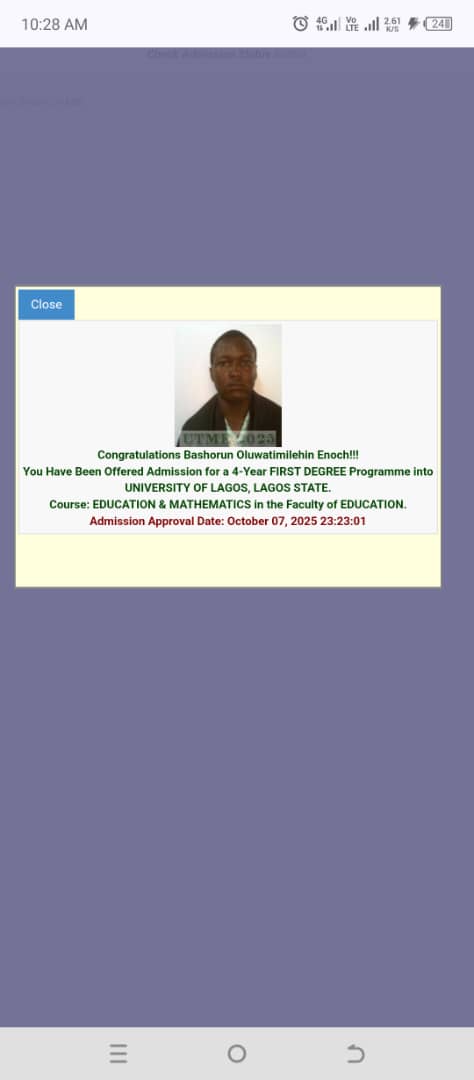 10:28 AM
4G
Vo
LTE
2.61
K/S
24
Check Admission Status
Close
UTME 2025
Congratulations Bashorun Oluwatimilehin Enoch!!!
You Have Been Offered Admission for a 4-Year FIRST DEGREE Programme into
UNIVERSITY OF LAGOS, LAGOS STATE.
Course: EDUCATION & MATHEMATICS in the Faculty of EDUCATION.
Admission Approval Date: October 07, 2025 23:23:01